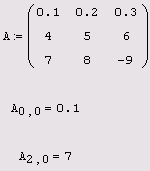 A := ( 0.1 0.2 0.3
4 5 6
7 8 -9 )
A0,0 = 0.1
A2,0 = 7